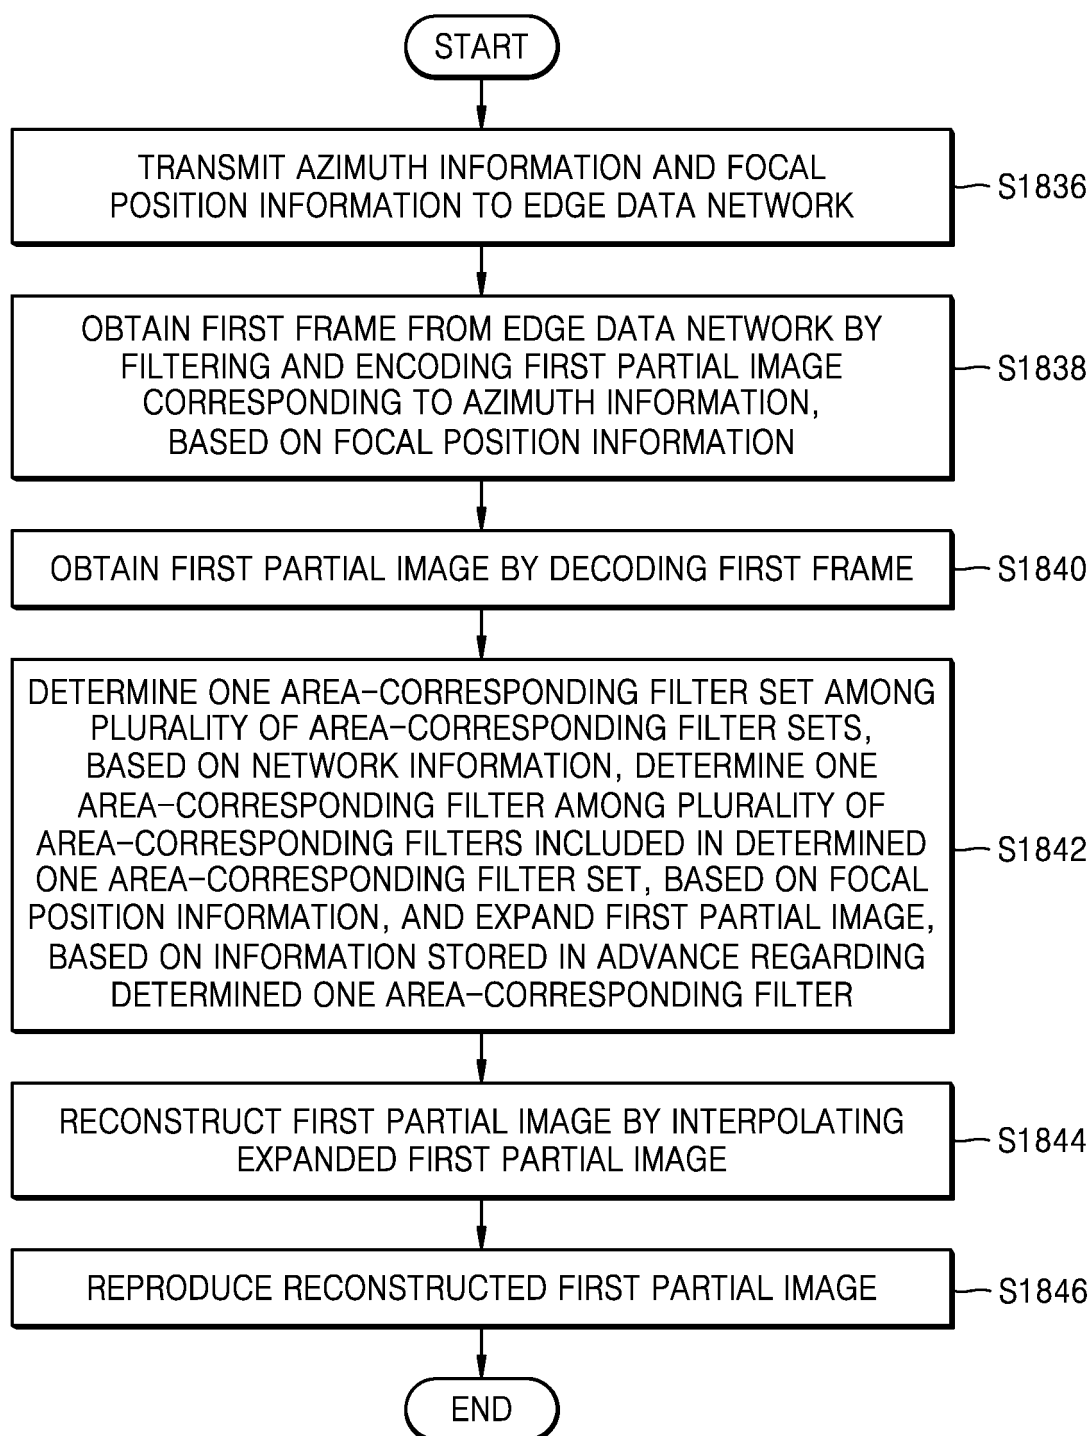 START
TRANSMIT AZIMUTH INFORMATION AND FOCAL
POSITION INFORMATION TO EDGE DATA NETWORK
S1836
OBTAIN FIRST FRAME FROM EDGE DATA NETWORK BY
FILTERING AND ENCODING FIRST PARTIAL IMAGE
CORRESPONDING TO AZIMUTH INFORMATION,
BASED ON FOCAL POSITION INFORMATION
S1838
OBTAIN FIRST PARTIAL IMAGE BY DECODING FIRST FRAME
S1840
DETERMINE ONE AREA-CORRESPONDING FILTER SET AMONG
PLURALITY OF AREA-CORRESPONDING FILTER SETS,
BASED ON NETWORK INFORMATION, DETERMINE ONE
AREA-CORRESPONDING FILTER AMONG PLURALITY OF
AREA-CORRESPONDING FILTERS INCLUDED IN DETERMINED
ONE AREA-CORRESPONDING FILTER SET, BASED ON FOCAL
POSITION INFORMATION, AND EXPAND FIRST PARTIAL IMAGE,
BASED ON INFORMATION STORED IN ADVANCE REGARDING
DETERMINED ONE AREA-CORRESPONDING FILTER
S1842
RECONSTRUCT FIRST PARTIAL IMAGE BY INTERPOLATING
EXPANDED FIRST PARTIAL IMAGE
S1844
REPRODUCE RECONSTRUCTED FIRST PARTIAL IMAGE
S1846
END